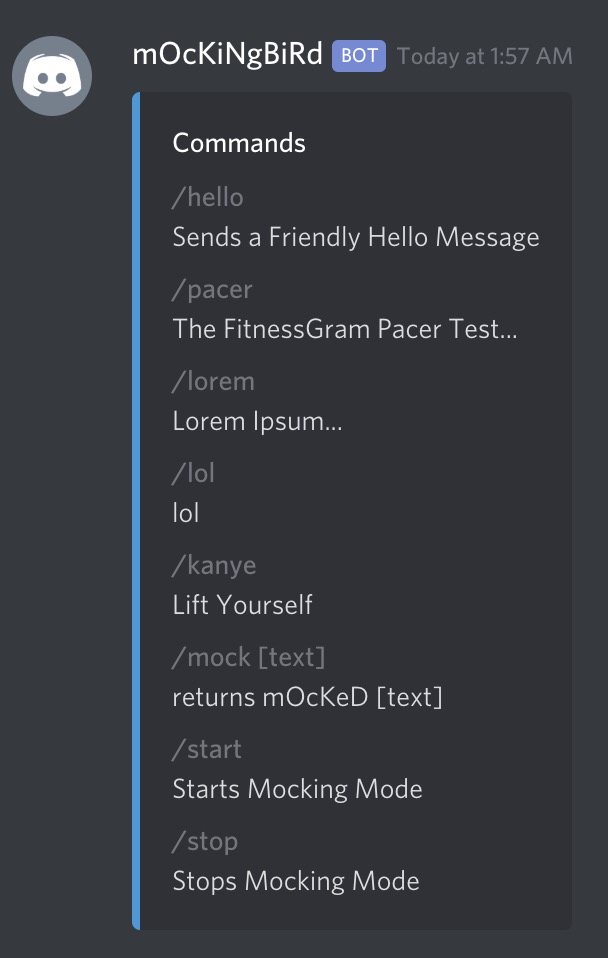 mOcKiNgBiRd BOT Today at 1:57 AM
Commands
/hello
Sends a Friendly Hello Message
/pacer
The FitnessGram Pacer Test...
/lorem
Lorem Ipsum...
/lol
lol
/kanye
Lift Yourself
/mock [text]
returns mOcKeD [text]
/start
Starts Mocking Mode
/stop
Stops Mocking Mode